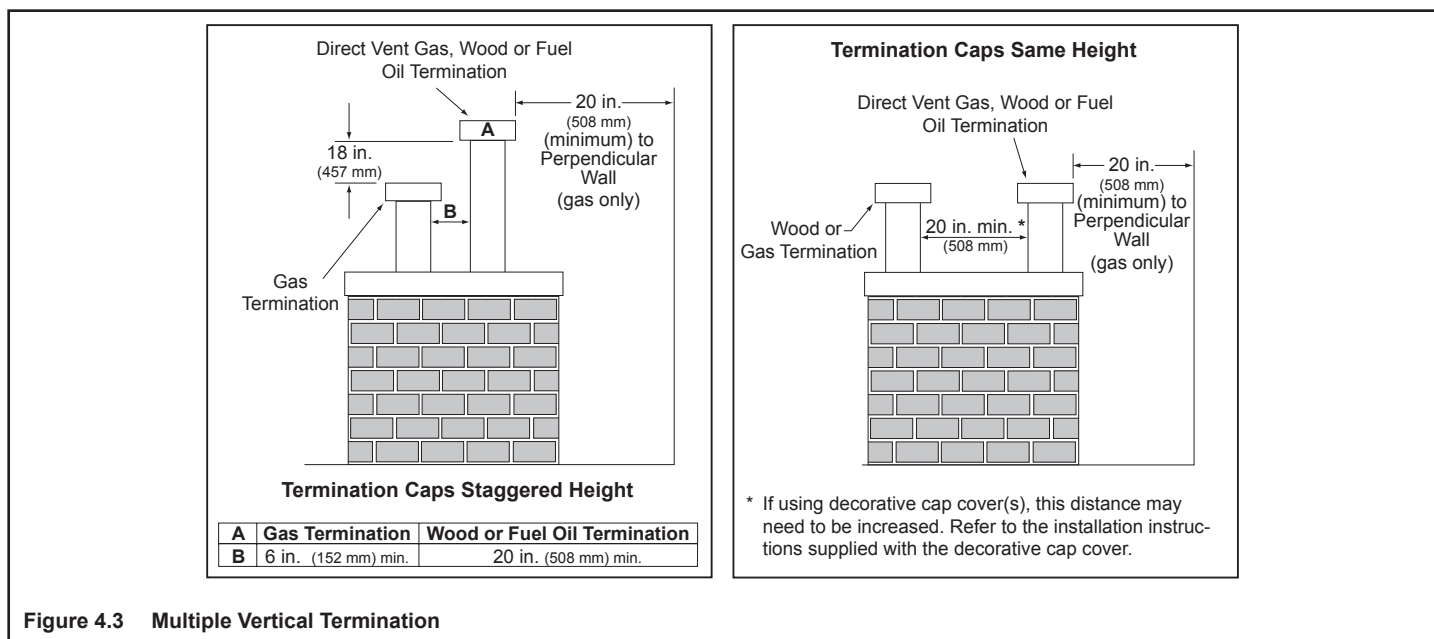 Direct Vent Gas, Wood or Fuel
Oil Termination
A
20 in.
(508 mm)
(minimum) to
Perpendicular
Wall
(gas only)
18 in.
(457 mm)
B
Gas
Termination
Termination Caps Staggered Height
A Gas Termination Wood or Fuel Oil Termination
B 6 in. (152 mm) min. 20 in. (508 mm) min.
Termination Caps Same Height
Direct Vent Gas, Wood or Fuel
Oil Termination
20 in.
(508 mm)
(minimum) to
Perpendicular
Wall
(gas only)
Wood or
Gas Termination
20 in. min. *
(508 mm)
* If using decorative cap cover(s), this distance may
need to be increased. Refer to the installation instruc-
tions supplied with the decorative cap cover.
Figure 4.3 Multiple Vertical Termination